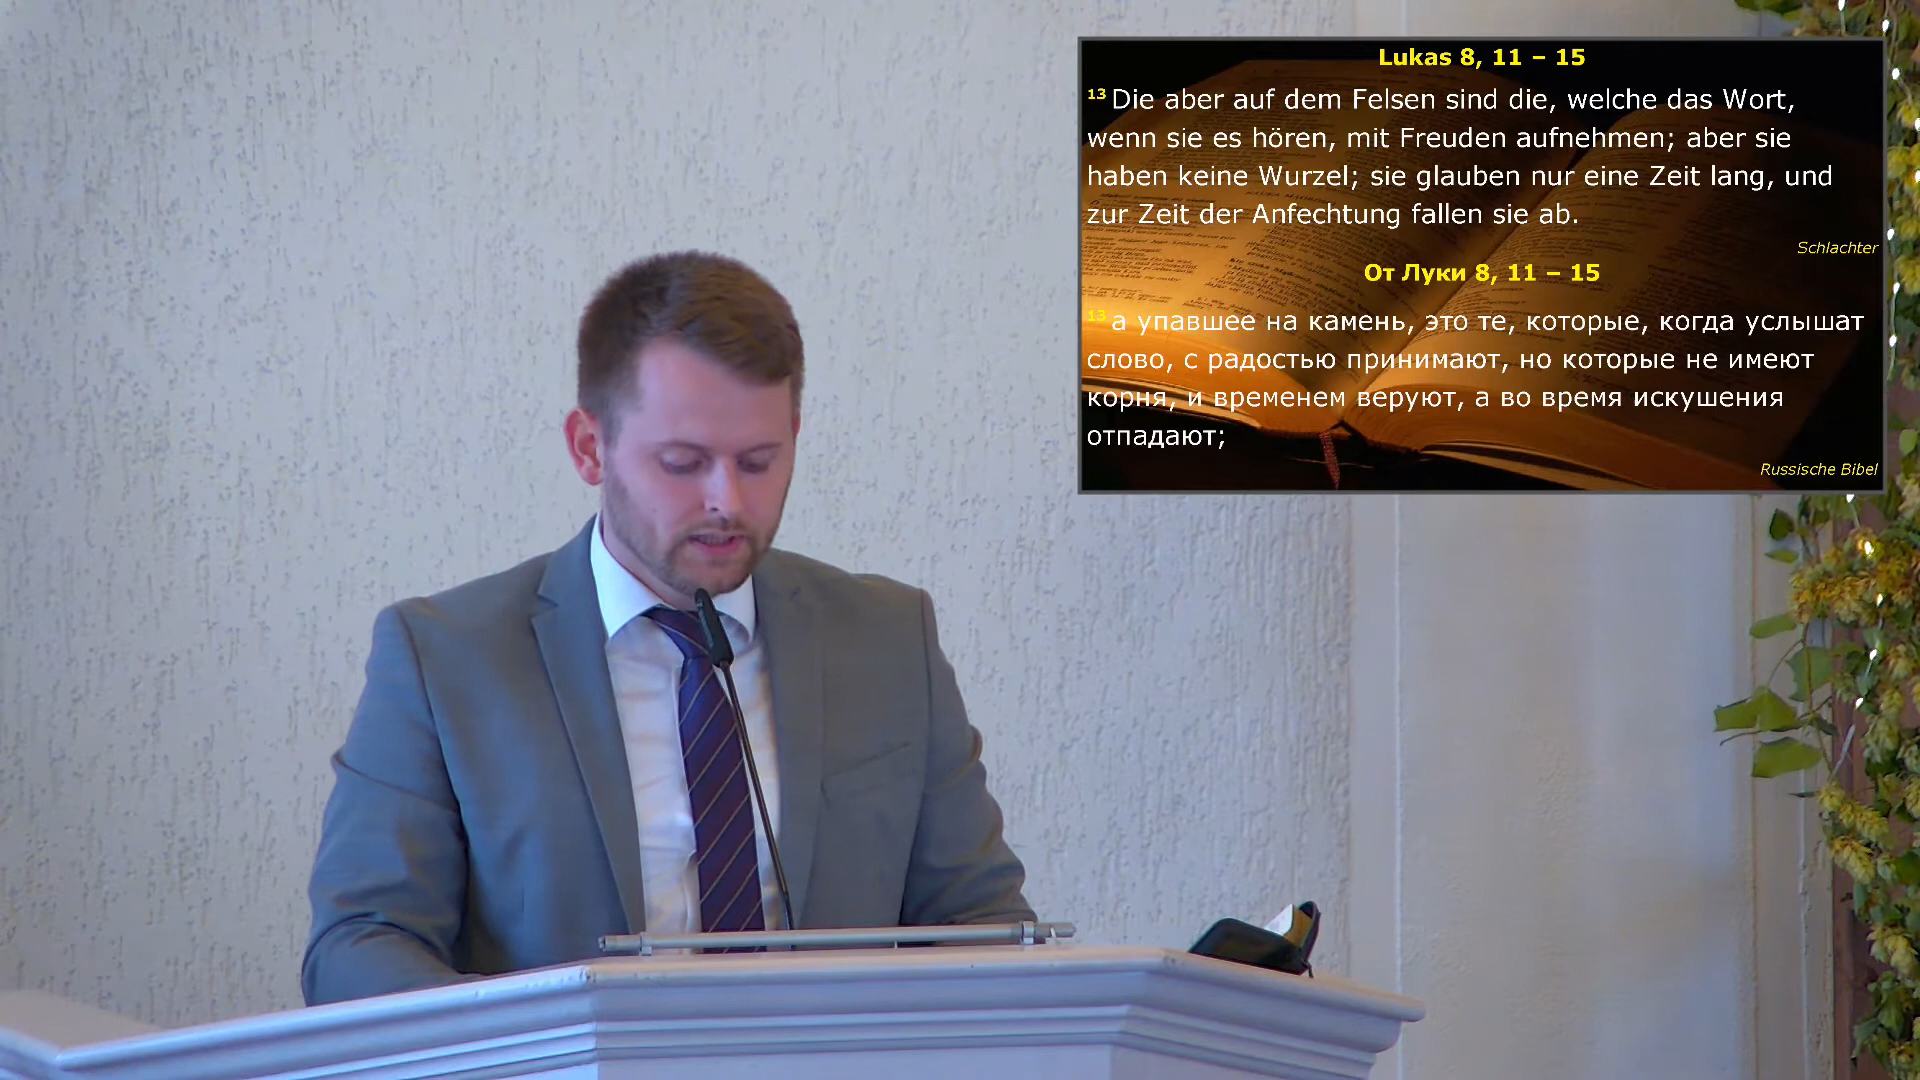 Lukas 8, 11 – 15
13 Die aber auf dem Felsen sind die, welche das Wort,
wenn sie es hören, mit Freuden aufnehmen; aber sie
haben keine Wurzel; sie glauben nur eine Zeit lang, und
zur Zeit der Anfechtung fallen sie ab.
Schlachter
От Луки 8, 11 – 15
13 а упавшее на камень, это те, которые, когда услышат
слово, с радостью принимают, но которые не имеют
корня, и временем веруют, а во время искушения
отпадают;
Russische Bibel